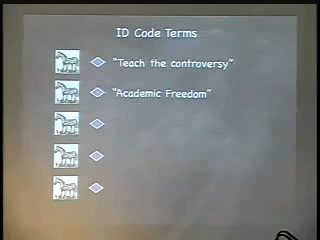 ID Code Terms
"Teach the controversy"
"Academic Freedom"